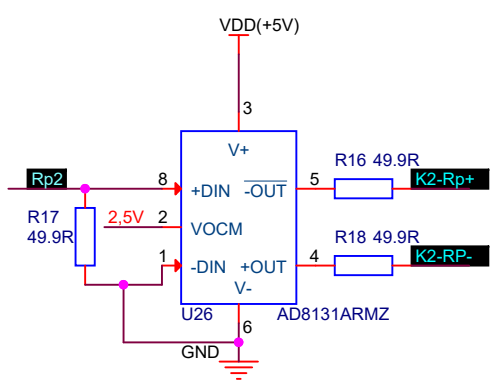 VDD(+5V)
3
V+
R16 49.9R
Rp2
8
+DIN
-OUT
5
K2-Rp+
R17
49.9R
2,5V
2
VOCM
R18 49.9R
1
-DIN
+OUT
4
K2-RP-
V-
U26
6
AD8131ARMZ
GND